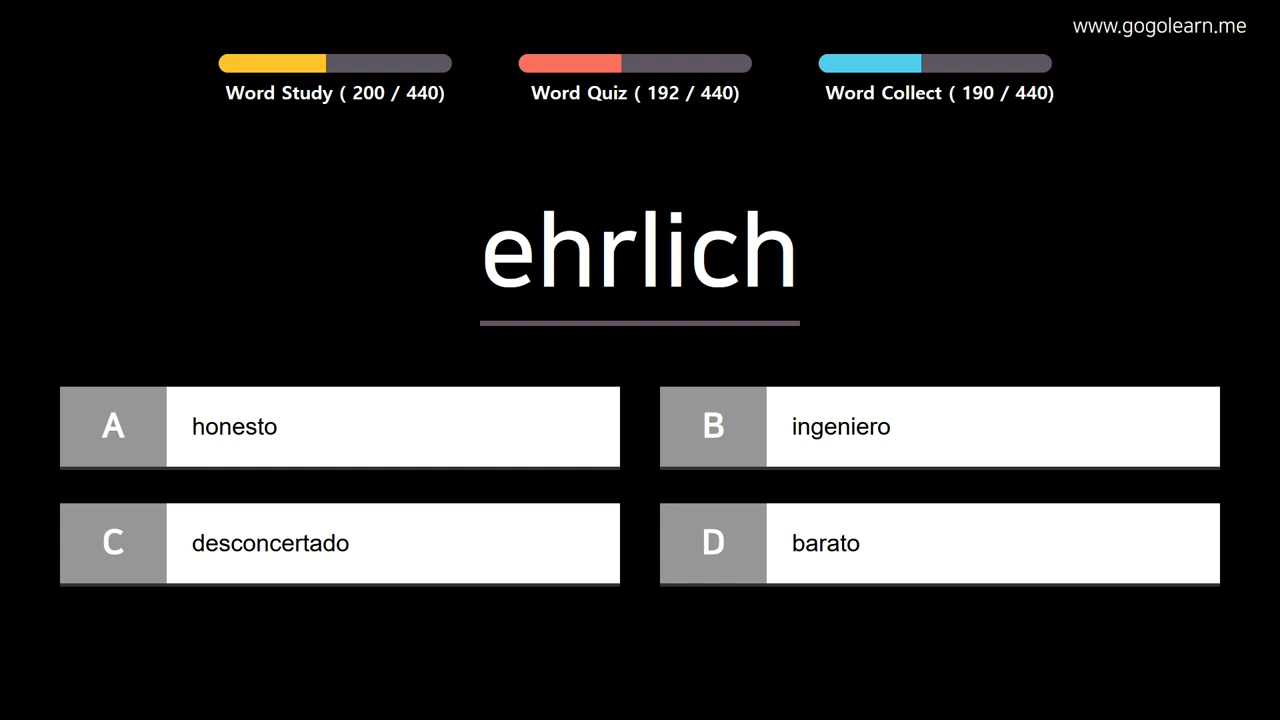 www.gogolearn.me
Word Study ( 200 / 440)
Word Quiz ( 192 / 440)
Word Collect ( 190 / 440)
ehrlich
A honesto
B ingeniero
C desconcertado
D barato